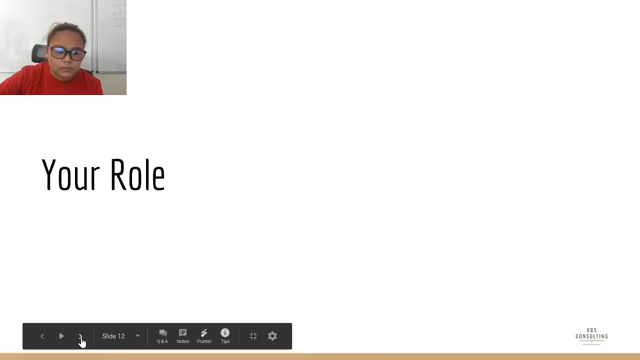 Your Role
Slide 12
Q & A
Notes
Pointer
Tips
KBS
CONSULTING